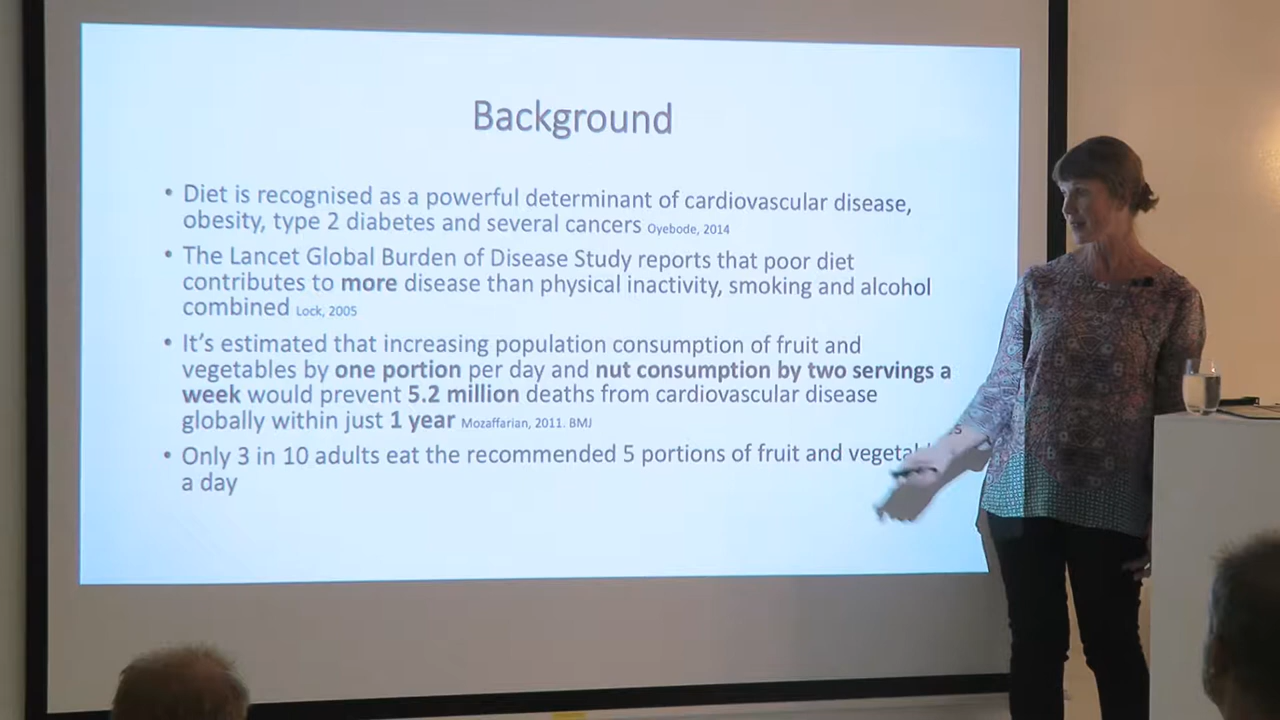 Background
• Diet is recognised as a powerful determinant of cardiovascular disease,
obesity, type 2 diabetes and several cancers Oyebode, 2014
• The Lancet Global Burden of Disease Study reports that poor diet
contributes to more disease than physical inactivity, smoking and alcohol
combined Lock, 2005
• It's estimated that increasing population consumption of fruit and
vegetables by one portion per day and nut consumption by two servings a
week would prevent 5.2 million deaths from cardiovascular disease
globally within just 1 year Mozaffarian, 2011. BMJ
• Only 3 in 10 adults eat the recommended 5 portions of fruit and
a day